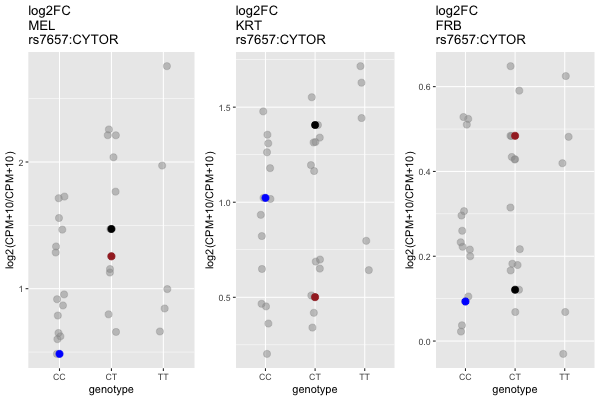 log2FC
MEL
rs7657:CYTOR
log2(CPM+10/CPM+10)
2
1
CC CT TT
genotype
log2FC
KRT
rs7657:CYTOR
log2(CPM+10/CPM+10)
1.5
1.0
0.5
CC CT TT
genotype
log2FC
FRB
rs7657:CYTOR
log2(CPM+10/CPM+10)
0.6
0.4
0.2
0.0
CC CT TT
genotype